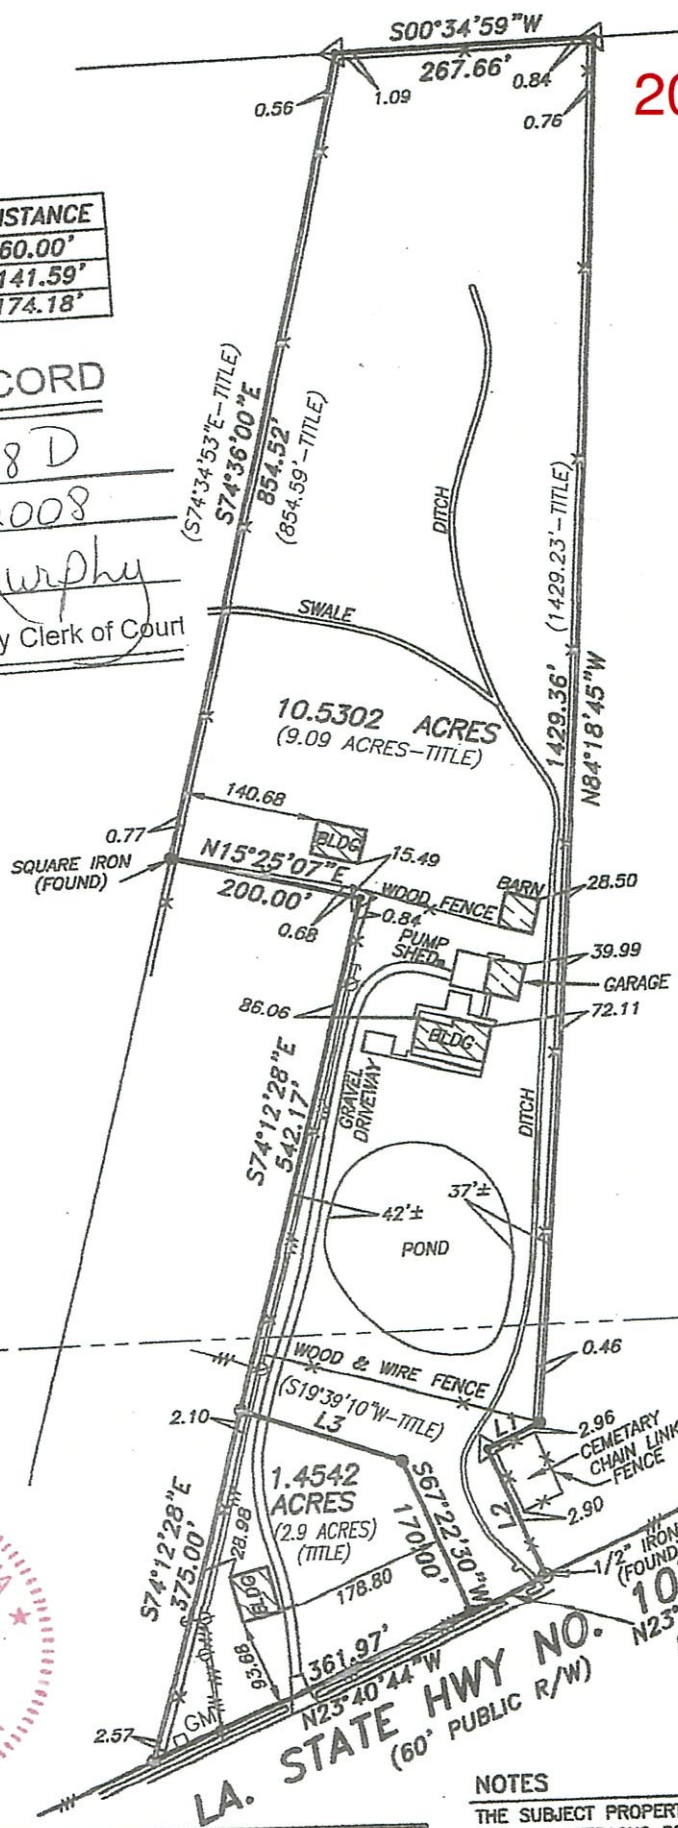 S00°34'59"W
267.66'
0.84
0.56
1.09
0.76
20
ISTANCE
60.00'
141.59'
174.18'
CORD
8 D
2008
urphy
y Clerk of Court
(S74°34'53"E-TITLE)
S74°36'00"E
854.52'
(854.59'-TITLE)
DITCH
(1429.23'-TITLE)
1429.36'
N84°18'45"W
SWALE
10.5302 ACRES
(9.09 ACRES-TITLE)
140.68
BLDG
0.77
SQUARE IRON
(FOUND)
N15°25'07"E
200.00'
15.49
WOOD FENCE
BARN
28.50
0.68
0.84
PUMP
SHED
39.99
GARAGE
86.06
72.11
BLDG
S74°12'28"E
542.17'
GRAVEL
DRIVEWAY
DITCH
42'±
37'±
POND
0.46
WOOD & WIRE FENCE
(S19°39'10"W-TITLE)
2.10
L3
L1
2.96
CEMETARY
CHAIN LINK
FENCE
1.4542
ACRES
(2.9 ACRES)
(TITLE)
S67°22'30"W
170.00'
L2
2.90
S74°12'28"E
375.00'
28.98
BLDG
178.80
1/2" IRON
(FOUND)
93.68
361.97'
N23°40'44"W
10
N23°
GM
2.57
LA. STATE HWY NO.
(60' PUBLIC R/W)
NOTES
THE SUBJECT PROPERT